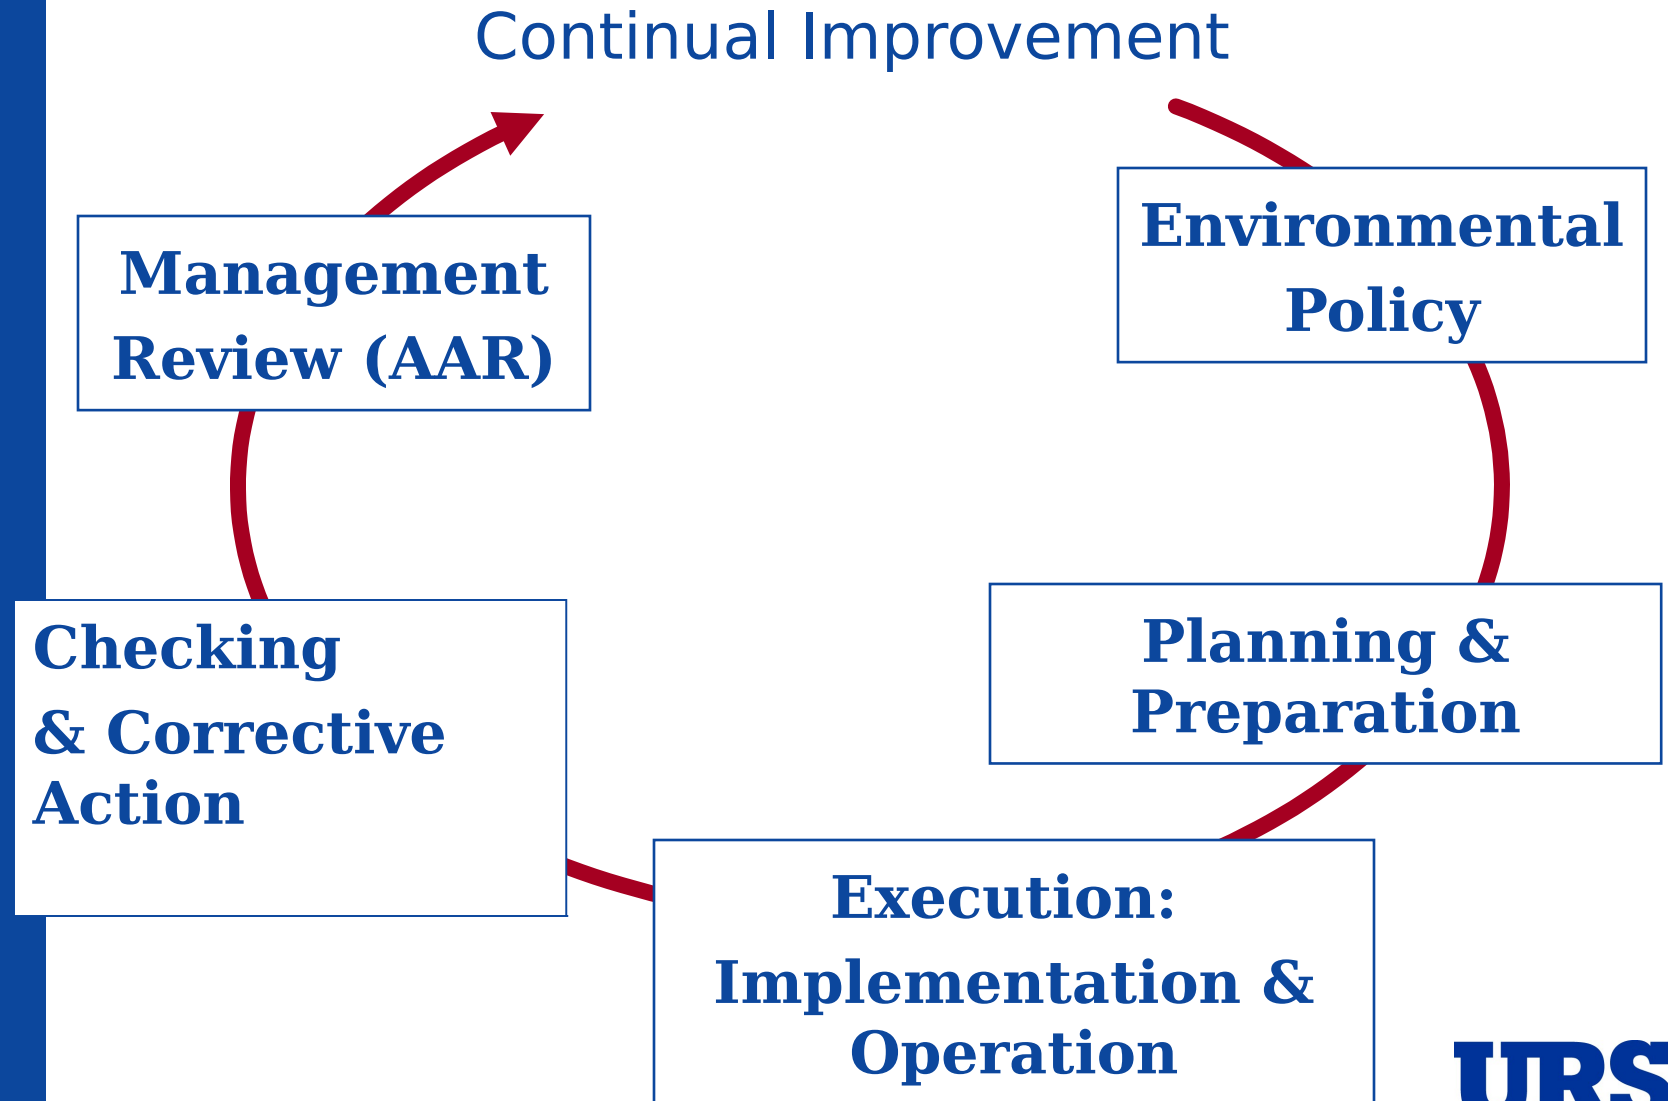 Continual Improvement
Environmental
Policy
Management
Review (AAR)
Planning &
Preparation
Checking
& Corrective
Action
Execution:
Implementation &
Operation
URS